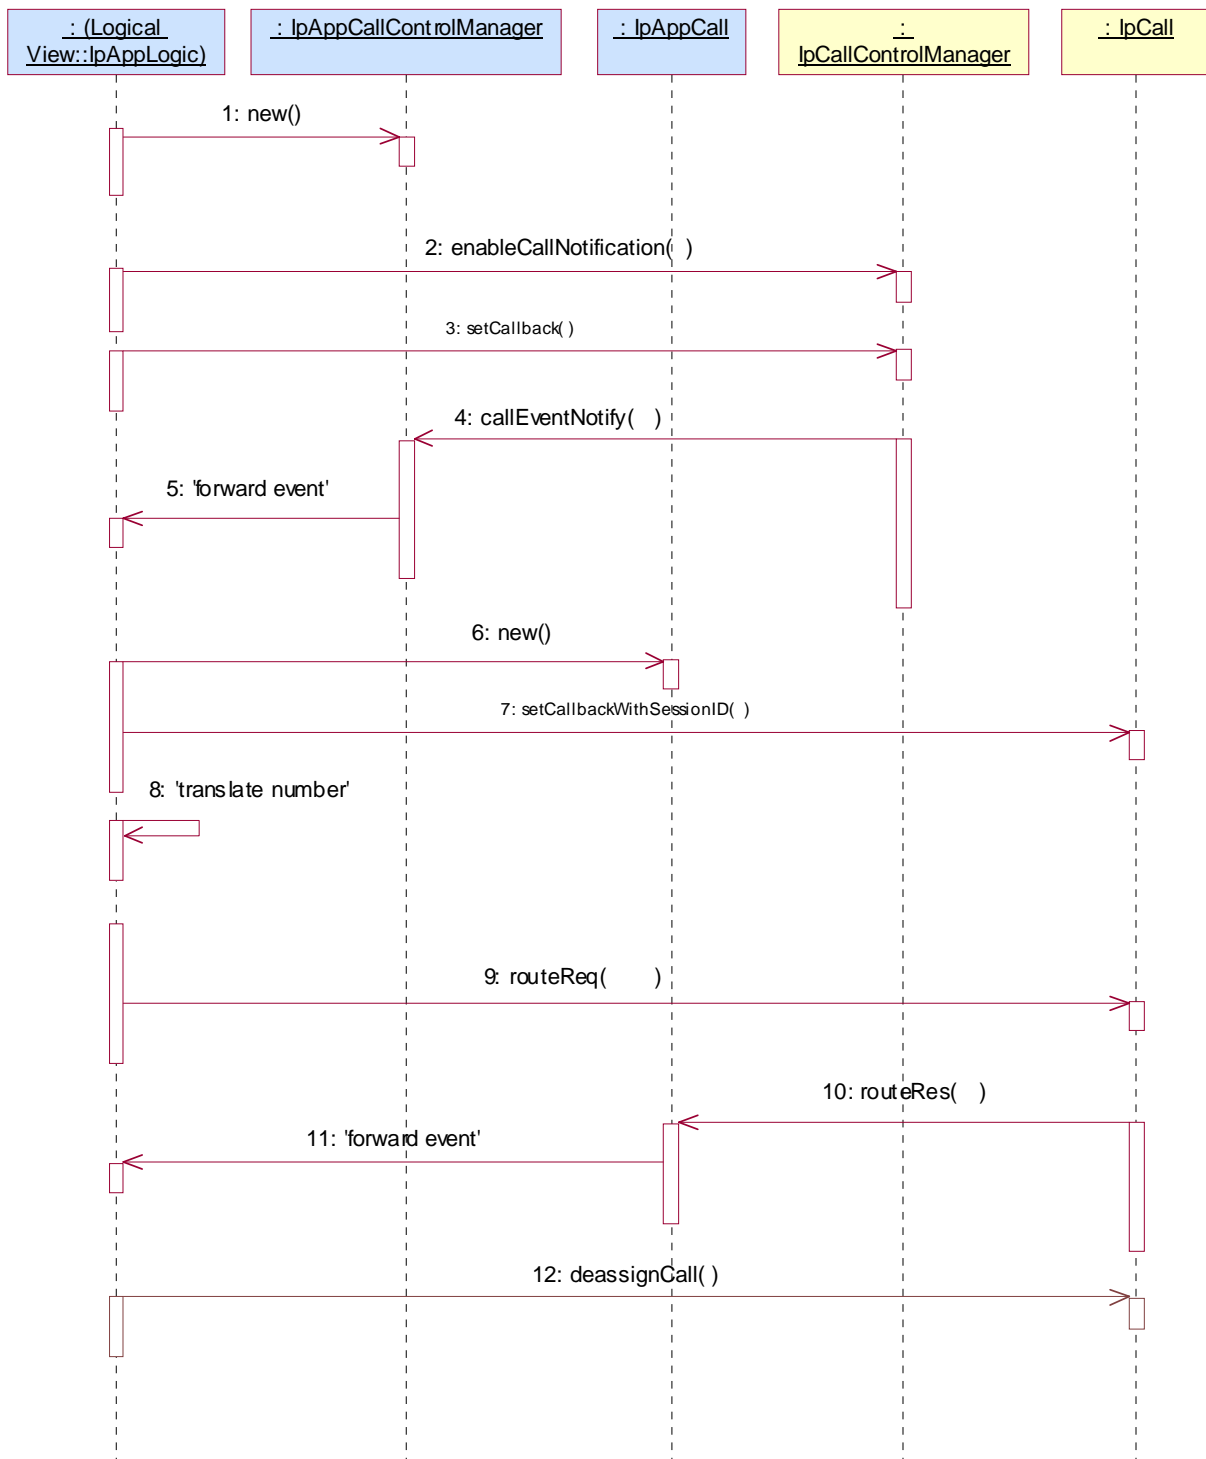 : (Logical
View::IpAppLogic)
: IpAppCallControlManager
: IpAppCall
:
IpCallControlManager
: IpCall
1: new()
2: enableCallNotification( )
3: setCallback( )
4: callEventNotify( )
5: 'forward event'
6: new()
7: setCallbackWithSessionID( )
8: 'translate number'
9: routeReq( )
10: routeRes( )
11: 'forward event'
12: deassignCall( )